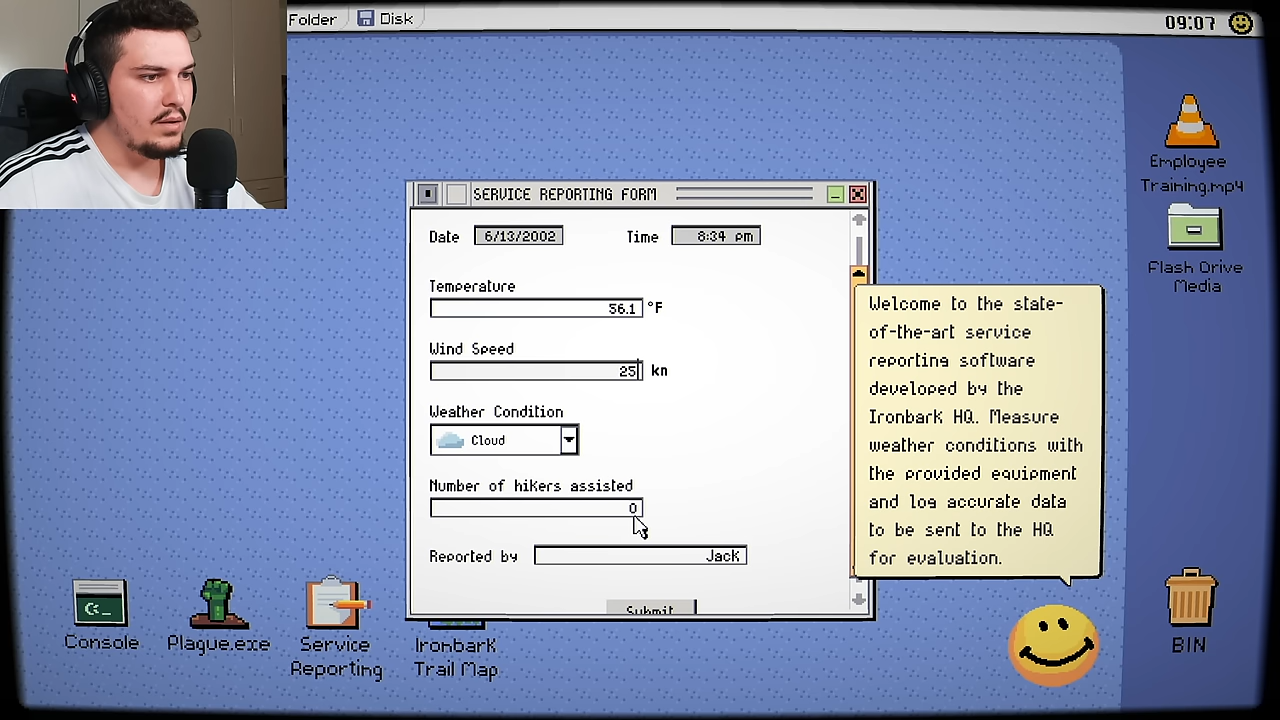 Folder
Disk
09:07
Employee
Training.mp4
Flash Drive
Media
SERVICE REPORTING FORM
Date 6/13/2002 Time 8:34 pm
Temperature
56.1 °F
Wind Speed
25 kn
Weather Condition
Cloud
Number of hikers assisted
0
Reported by Jack
Submit
Welcome to the state-
of-the-art service
reporting software
developed by the
Ironbark HQ. Measure
weather conditions with
the provided equipment
and log accurate data
to be sent to the HQ
for evaluation.
Console
Plague.exe
Service
Reporting
Ironbark
Trail Map
BIN